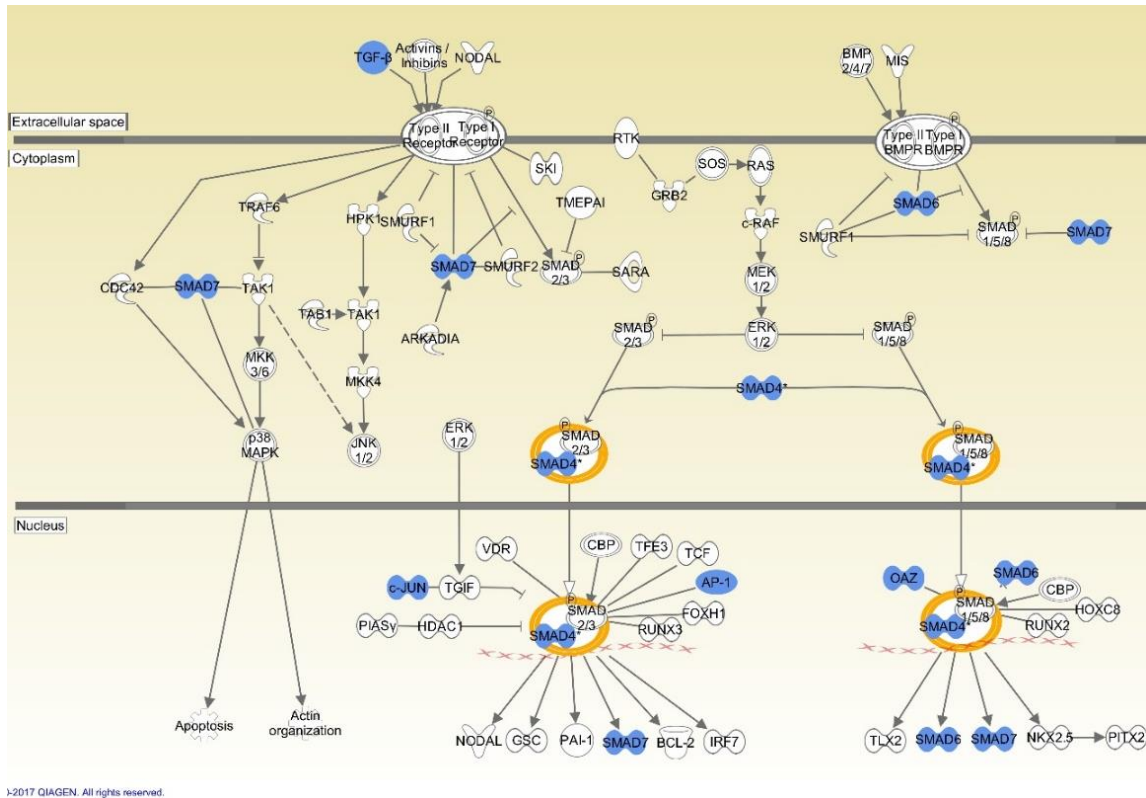 TGF-β
Activins /
Inhibins
NODAL
BMP
2/4/7
MIS
P
P
Type II
Receptor
Type I
Receptor
Type II
BMPR
Type I
BMPR
Extracellular space
Cytoplasm
RTK
SOS
RAS
SKI
GRB2
TRAF6
HPK1
SMURF1
TMEPAI
c-RAF
SMAD6
SMURF1
P
SMAD
1/5/8
SMAD7
CDC42
SMAD7
TAK1
SMAD7
SMURF2
P
SMAD
2/3
SARA
MEK
1/2
TAB1
TAK1
ARKADIA
P
SMAD
2/3
ERK
1/2
P
SMAD
1/5/8
MKK
3/6
MKK4
SMAD4*
p38
MAPK
JNK
1/2
ERK
1/2
P
SMAD
2/3
SMAD4*
P
SMAD
1/5/8
SMAD4*
Nucleus
VDR
CBP
TFE3
TCF
c-JUN
TGIF
AP-1
OAZ
SMAD6
CBP
PIASγ
HDAC1
P
SMAD
2/3
SMAD4*
FOXH1
RUNX3
P
SMAD
1/5/8
SMAD4*
HOXC8
RUNX2
Apoptosis
Actin
organization
NODAL
GSC
PAI-1
SMAD7
BCL-2
IRF7
TLX2
SMAD6
SMAD7
NKX2.5
PITX2
-2017 QIAGEN. All rights reserved.